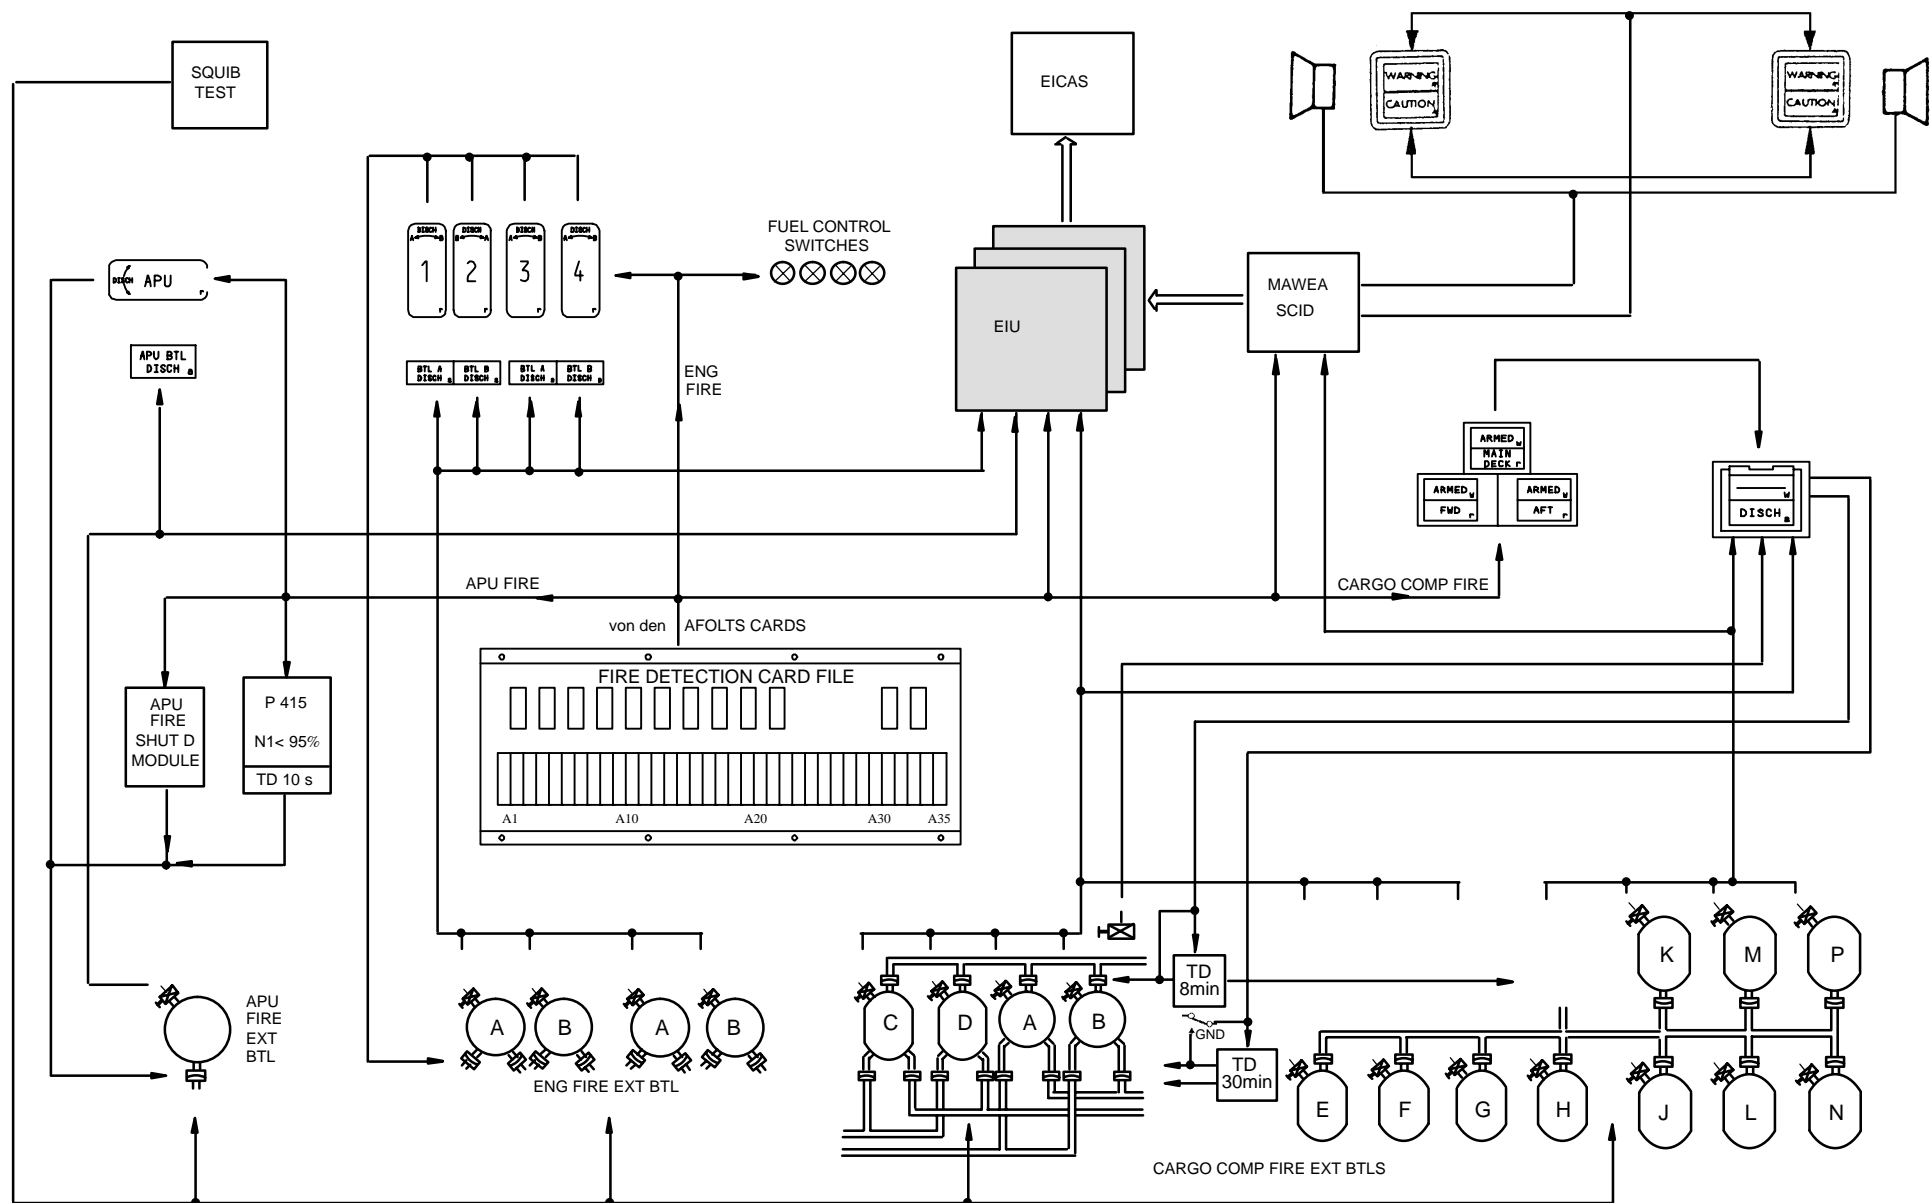 SQUIB
TEST
EICAS
WARNING
CAUTION
WARNING
CAUTION
DISCH
A B
1
DISCH
B A
2
DISCH
A B
3
DISCH
A B
4
FUEL CONTROL
SWITCHES
DISCH APU r
MAWEA
SCID
EIU
APU BTL
DISCH a
BTL A
DISCH
BTL B
DISCH
BTL A
DISCH
BTL B
DISCH
ENG
FIRE
ARMED w
MAIN
DECK r
ARMED w
FWD r
ARMED w
AFT r
w
DISCH a
APU FIRE
CARGO COMP FIRE
von den AFOLTS CARDS
FIRE DETECTION CARD FILE
APU
FIRE
SHUT D
MODULE
P 415
N1< 95%
TD 10 s
A1 A10 A20 A30 A35
K M P
TD
8min
APU
FIRE
EXT
BTL
A B A B
C D A B
GND
TD
30min
ENG FIRE EXT BTL
E F G H J L N
CARGO COMP FIRE EXT BTLS